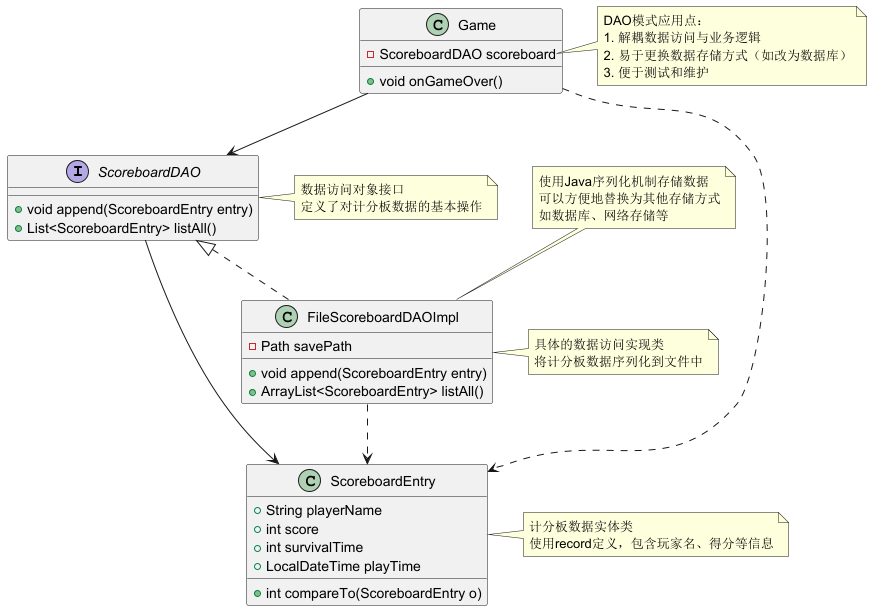 C Game
ScoreboardDAO scoreboard
void onGameOver()
DAO模式应用点：
1. 解耦数据访问与业务逻辑
2. 易于更换数据存储方式（如改为数据库）
3. 便于测试和维护
I ScoreboardDAO
void append(ScoreboardEntry entry)
List<ScoreboardEntry> listAll()
数据访问对象接口
定义了对计分板数据的基本操作
使用Java序列化机制存储数据
可以方便地替换为其他存储方式
如数据库、网络存储等
C FileScoreboardDAOImpl
Path savePath
void append(ScoreboardEntry entry)
ArrayList<ScoreboardEntry> listAll()
具体的数据访问实现类
将计分板数据序列化到文件中
C ScoreboardEntry
String playerName
int score
int survivalTime
LocalDateTime playTime
int compareTo(ScoreboardEntry o)
计分板数据实体类
使用record定义，包含玩家名、得分等信息